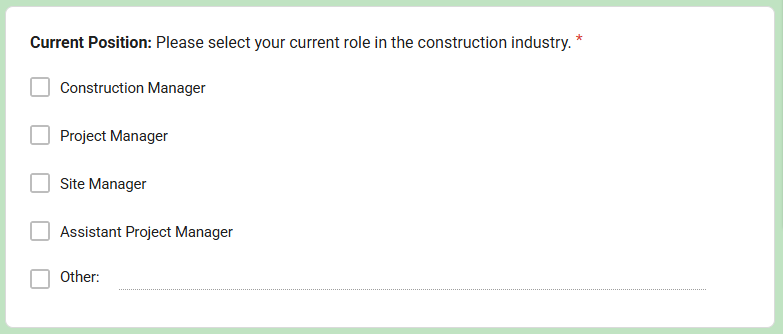 Current Position: Please select your current role in the construction industry. *
Construction Manager
Project Manager
Site Manager
Assistant Project Manager
Other: